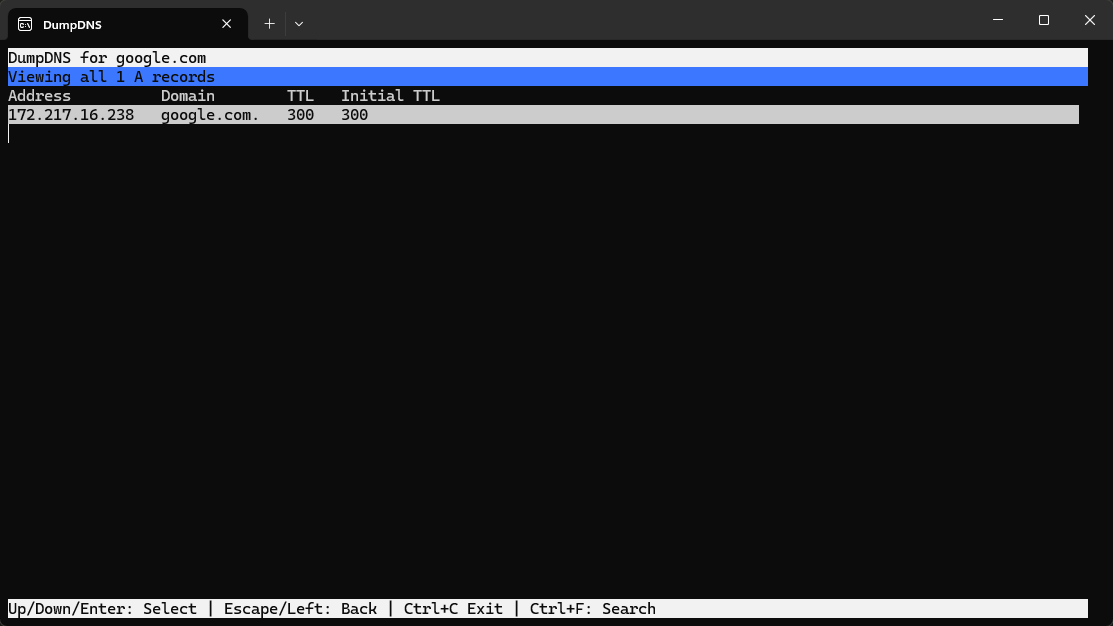 DumpDNS
DumpDNS for google.com
Viewing all 1 A records
Address Domain TTL Initial TTL
172.217.16.238 google.com. 300 300
Up/Down/Enter: Select | Escape/Left: Back | Ctrl+C Exit | Ctrl+F: Search